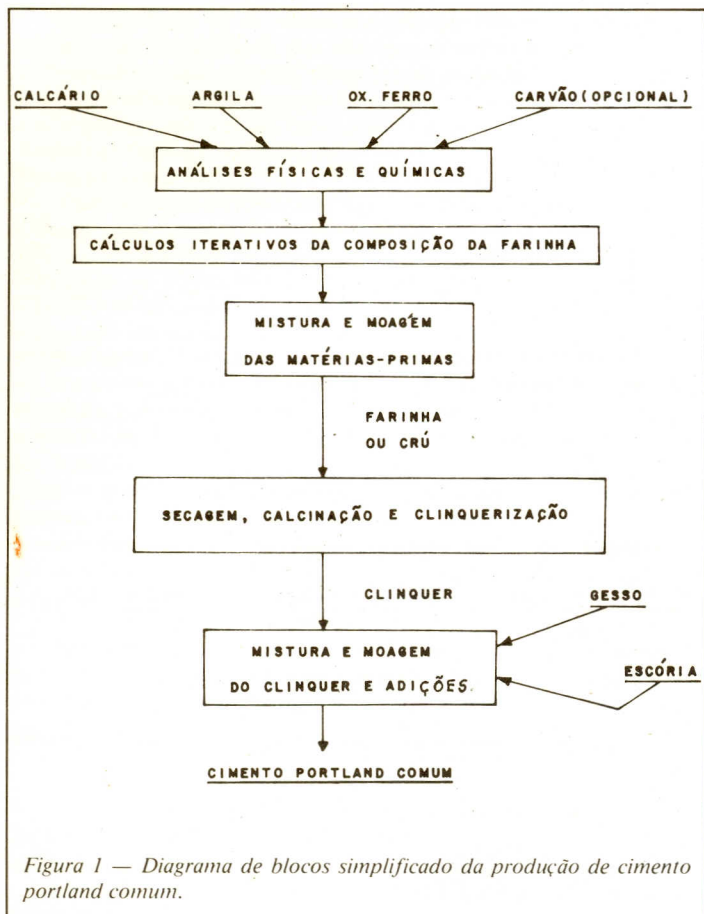 CALCÁRIO ARGILA OX. FERRO CARVÃO (OPCIONAL)
ANÁLISES FÍSICAS E QUÍMICAS
CÁLCULOS ITERATIVOS DA COMPOSIÇÃO DA FARINHA
MISTURA E MOAGEM
DAS MATÉRIAS-PRIMAS
FARINHA
OU CRÚ
SECAGEM, CALCINAÇÃO E CLINQUERIZAÇÃO
CLINQUER
GESSO
MISTURA E MOAGEM
DO CLINQUER E ADIÇÕES.
ESCÓRIA
CIMENTO PORTLAND COMUM
Figura 1 — Diagrama de blocos simplificado da produção de cimento
portland comum.